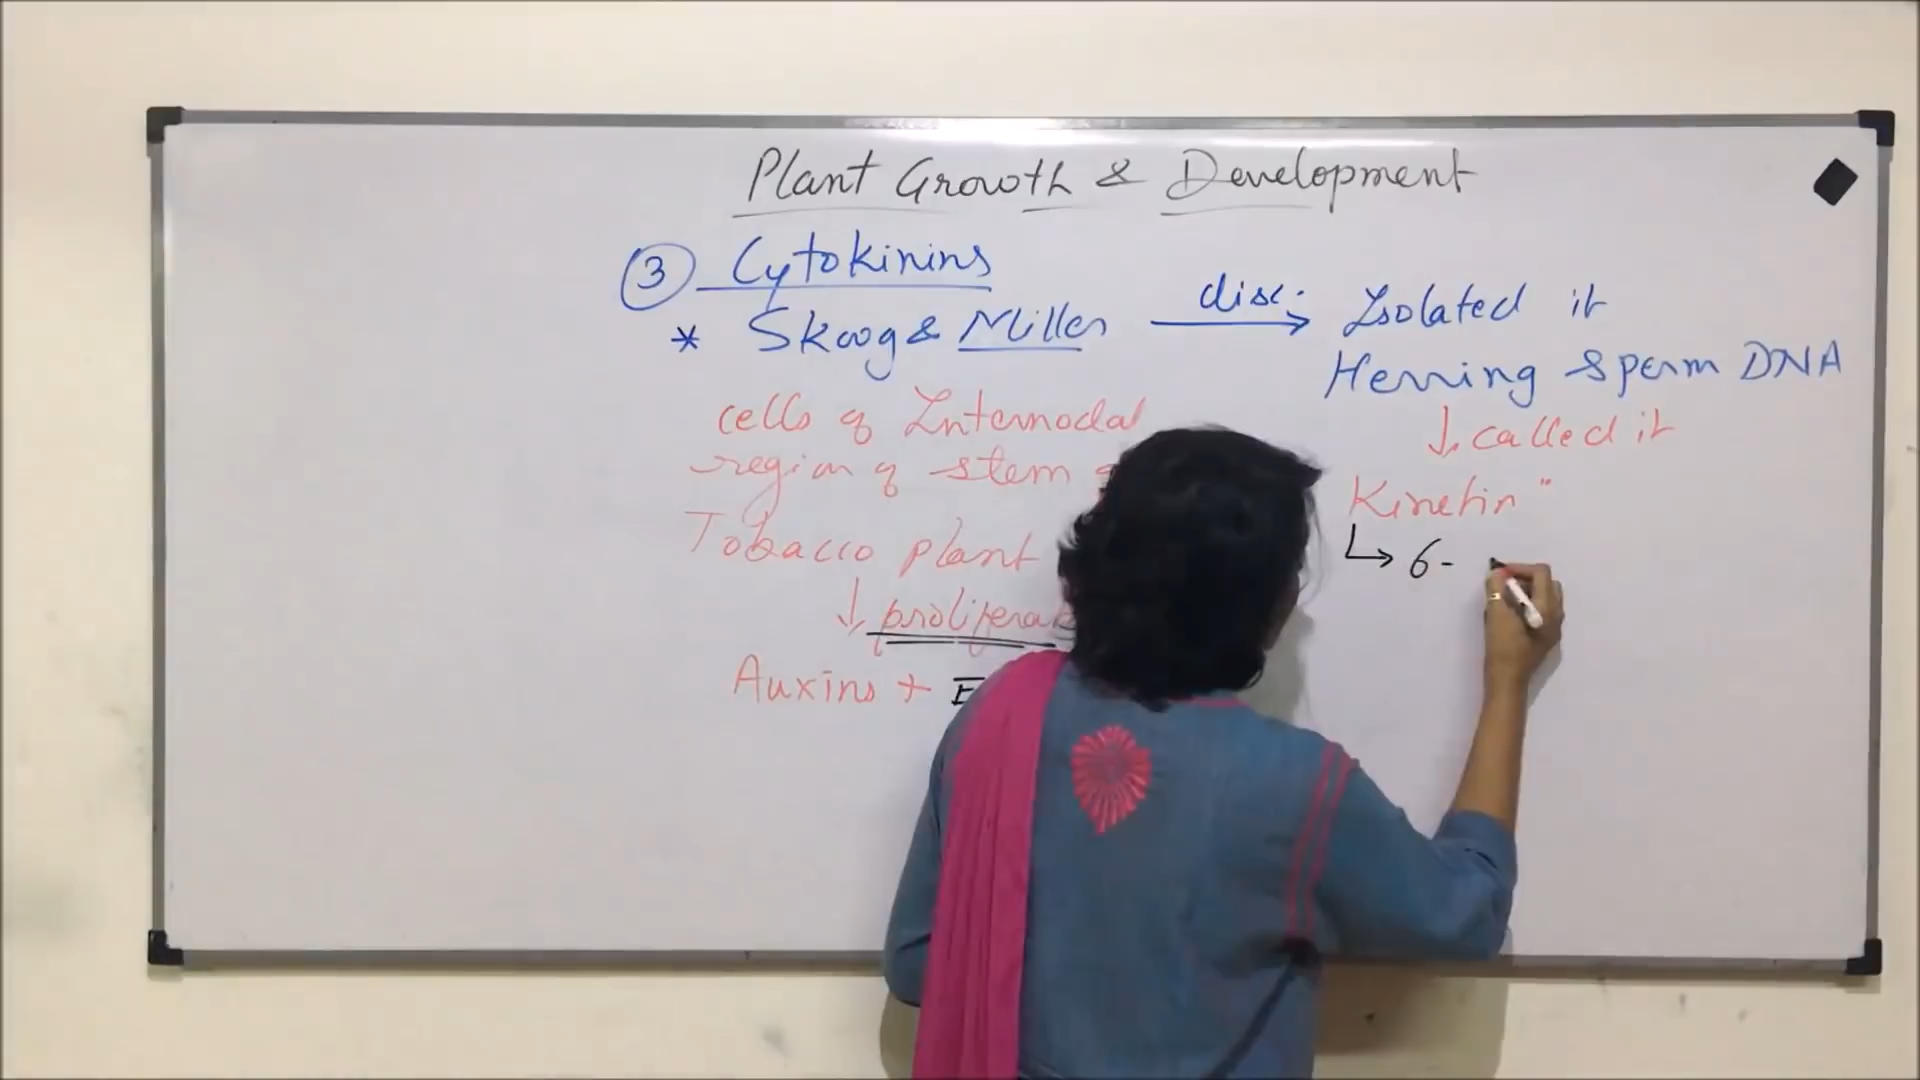 Plant Growth & Development
③ Cytokinins
* Skoog & Miller
disc.
Isolated it
Herring sperm DNA
↓ called it
Kinetin"
↳ 6-
cells of Internodal
region of stem
Tobacco plant
↓ proliferat
Auxins +